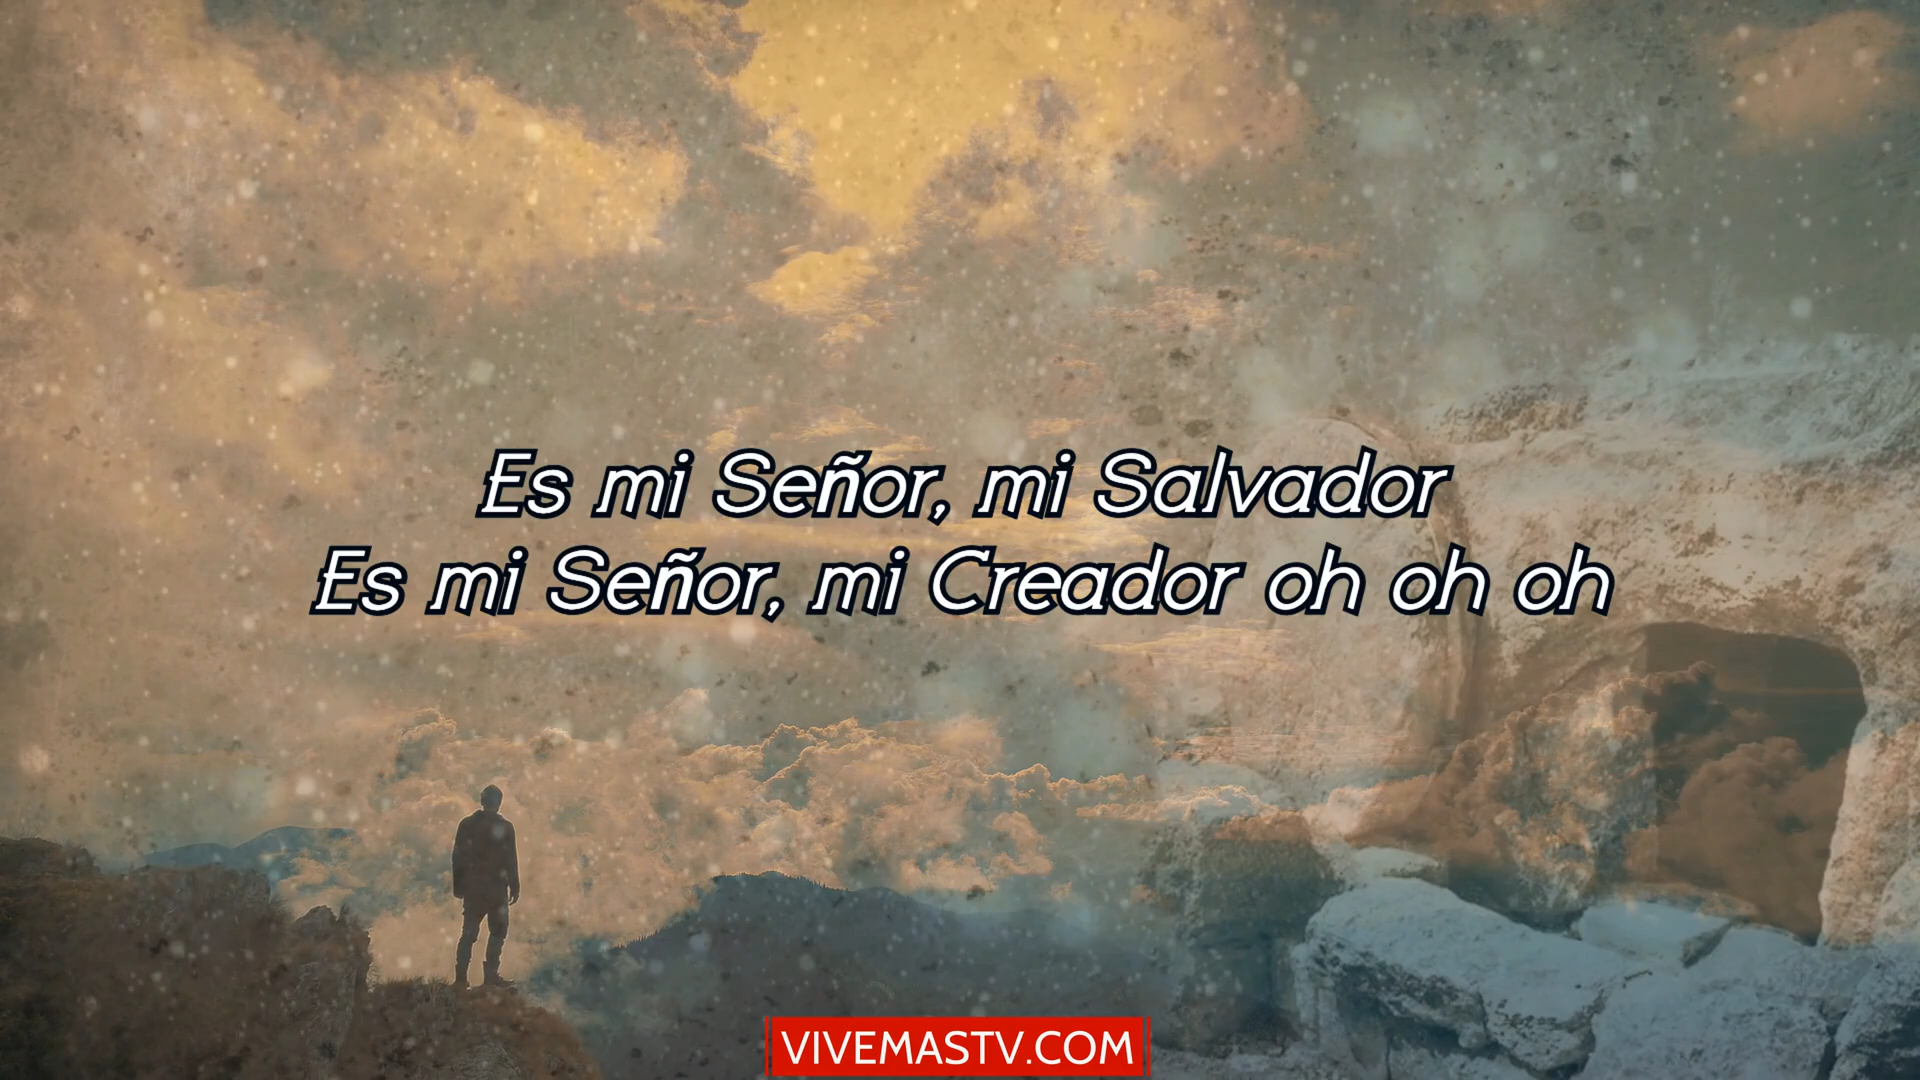 Es mi Señor, mi Salvador
Es mi Señor, mi Creador oh oh oh
VIVEMASTV.COM